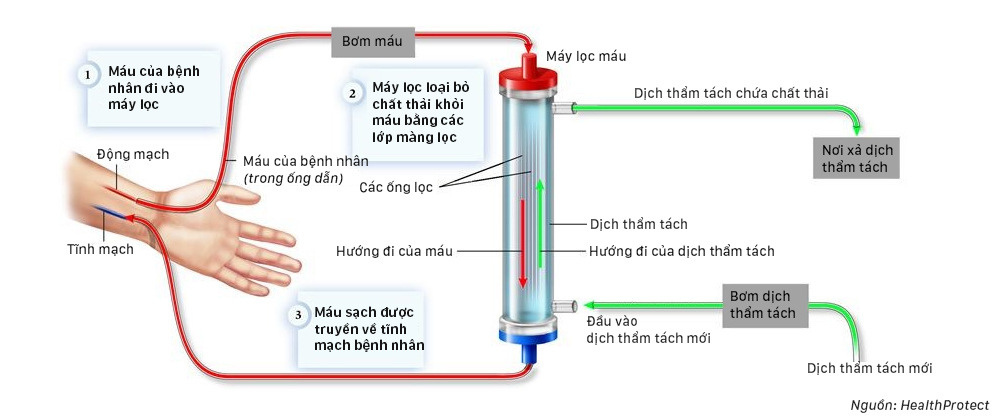 Bơm máu
Máy lọc máu
1
Máu của bệnh
nhân đi vào
máy lọc
2
Máy lọc loại bỏ
chất thải khỏi
máu bằng các
lớp màng lọc
Dịch thẩm tách chứa chất thải
Nơi xả dịch
thẩm tách
Động mạch
Máu của bệnh nhân
(trong ống dẫn)
Các ống lọc
Dịch thẩm tách
Tĩnh mạch
Hướng đi của máu
Hướng đi của dịch thẩm tách
3
Máu sạch được
truyền về tĩnh
mạch bệnh nhân
Bơm dịch
thẩm tách
Đầu vào
dịch thẩm tách mới
Dịch thẩm tách mới
Nguồn: HealthProtect